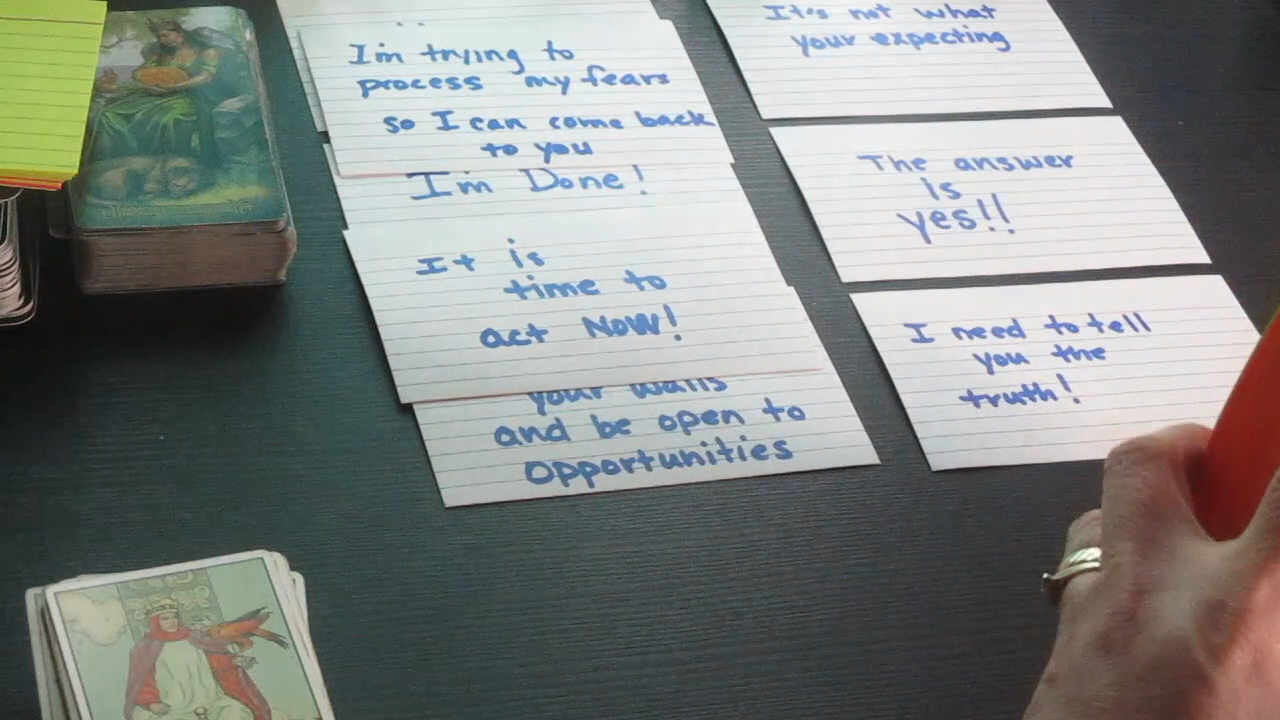 I'm trying to
process my fears
so I can come back
to you
I'm Done!
It is
time to
act NOW!
your walls
and be open to
opportunities
It's not what
your expecting
The answer
is
yes!!
I need to tell
you the
truth!